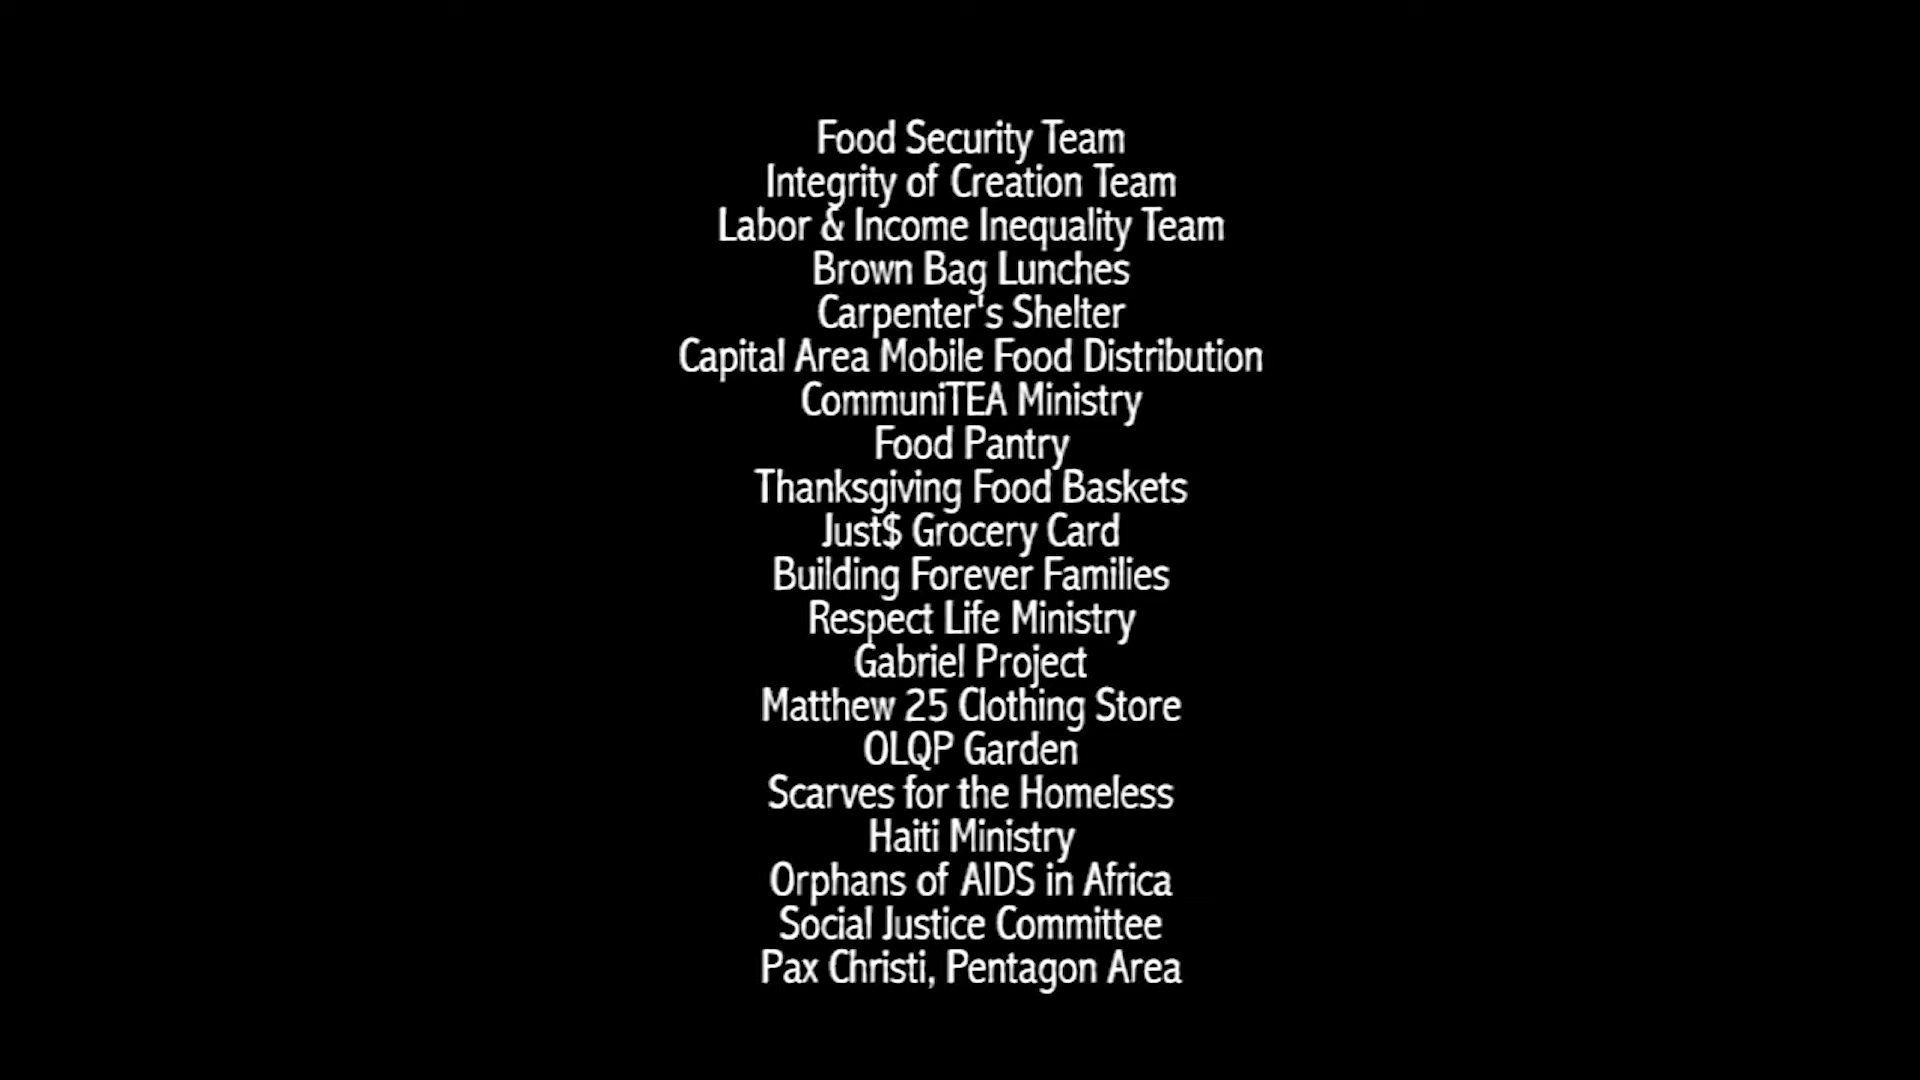 Food Security Team
Integrity of Creation Team
Labor & Income Inequality Team
Brown Bag Lunches
Carpenter's Shelter
Capital Area Mobile Food Distribution
CommuniTEA Ministry
Food Pantry
Thanksgiving Food Baskets
Just$ Grocery Card
Building Forever Families
Respect Life Ministry
Gabriel Project
Matthew 25 Clothing Store
OLQP Garden
Scarves for the Homeless
Haiti Ministry
Orphans of AIDS in Africa
Social Justice Committee
Pax Christi, Pentagon Area